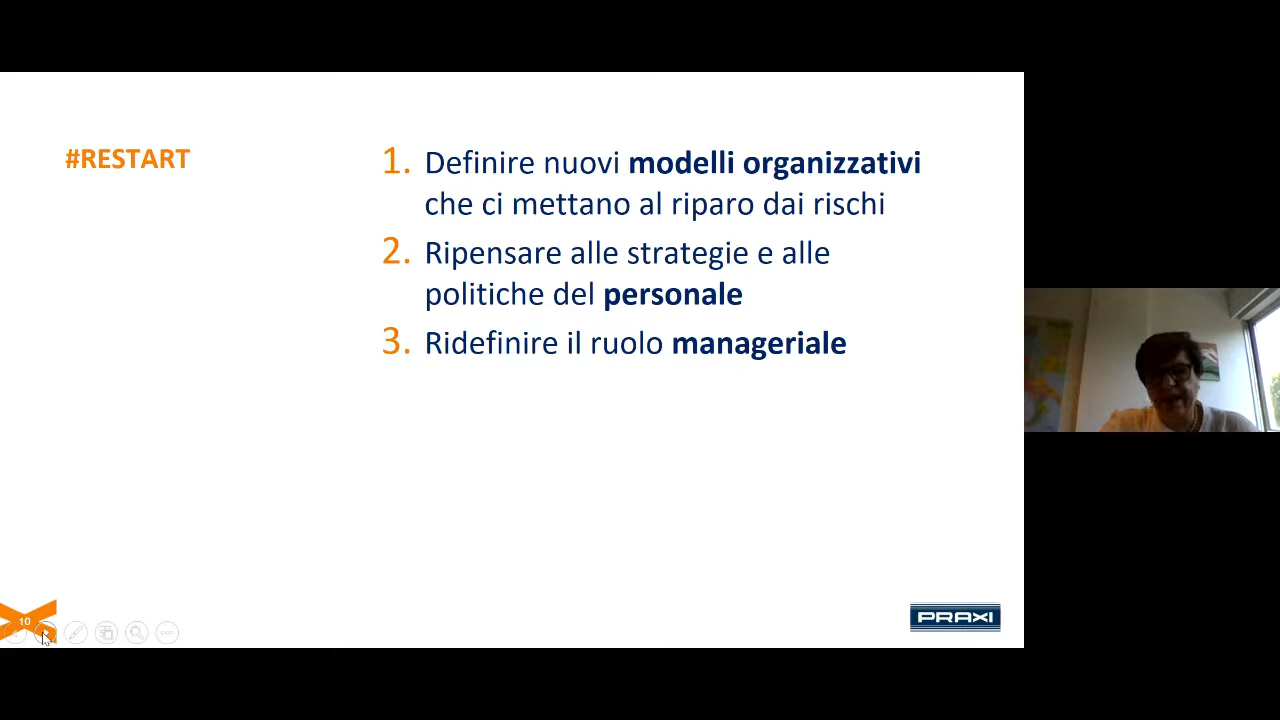 #RESTART
1. Definire nuovi modelli organizzativi
che ci mettano al riparo dai rischi
2. Ripensare alle strategie e alle
politiche del personale
3. Ridefinire il ruolo manageriale
10
PRAXI